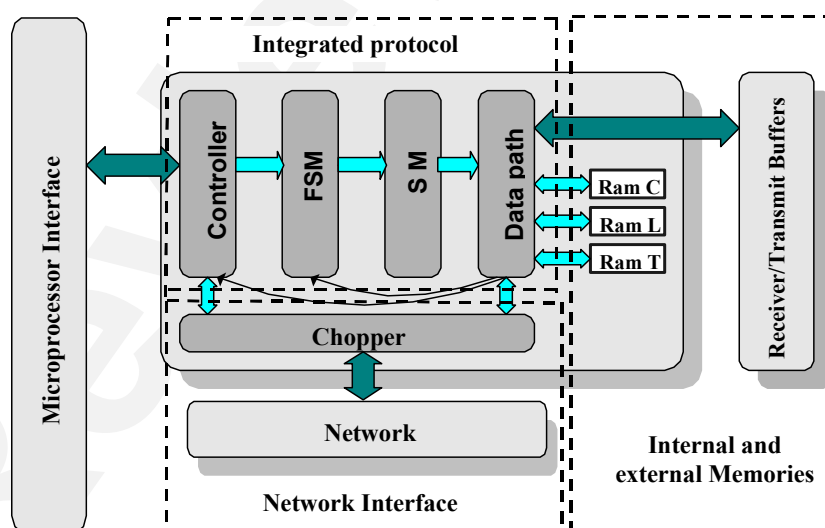 Integrated protocol
Microprocessor Interface
Controller
FSM
S M
Data path
Ram C
Ram L
Ram T
Receiver/Transmit Buffers
Chopper
Network
Network Interface
Internal and
external Memories